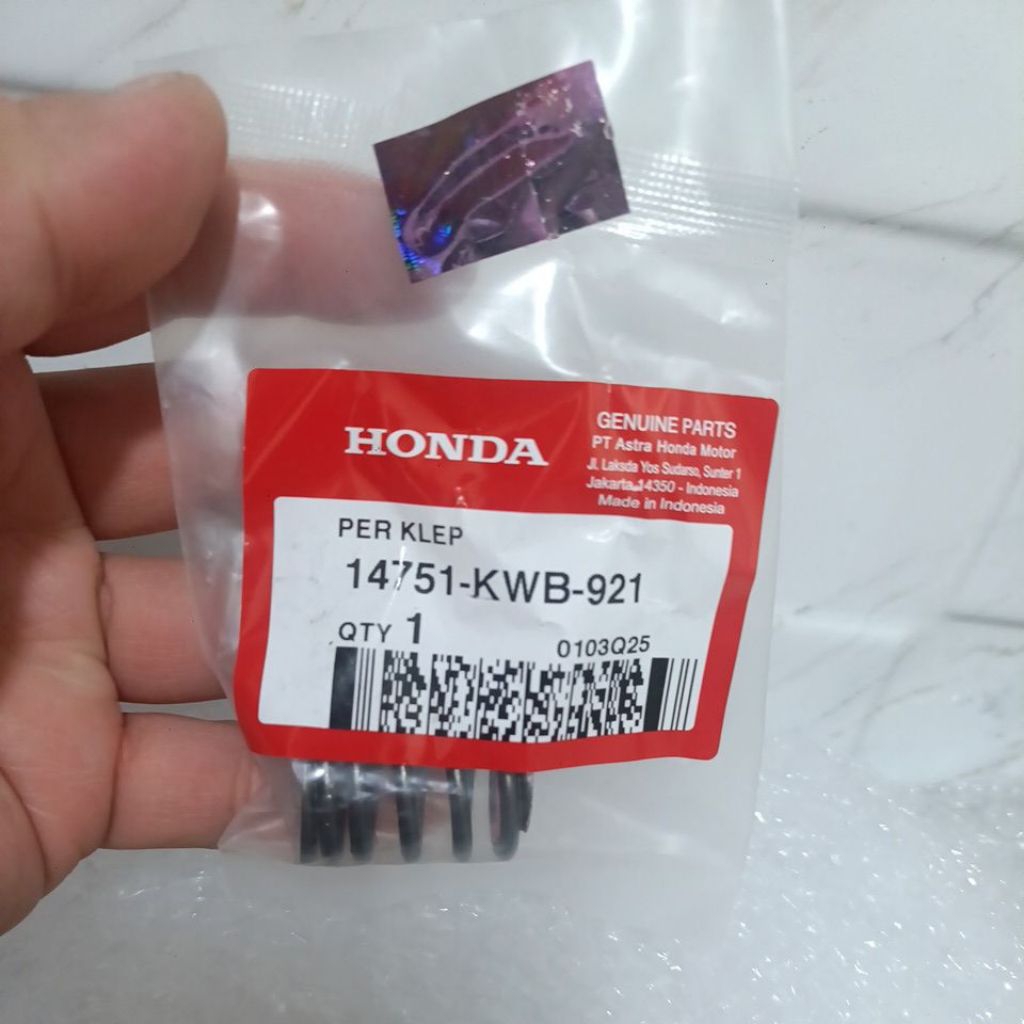 HONDA
GENUINE PARTS
PT Astra Honda Motor
Jl. Laksda Yos Sudarso, Sunter 1
Jakarta 14350 - Indonesia
Made in Indonesia
PER KLEP
14751-KWB-921
QTY 1
0103Q25